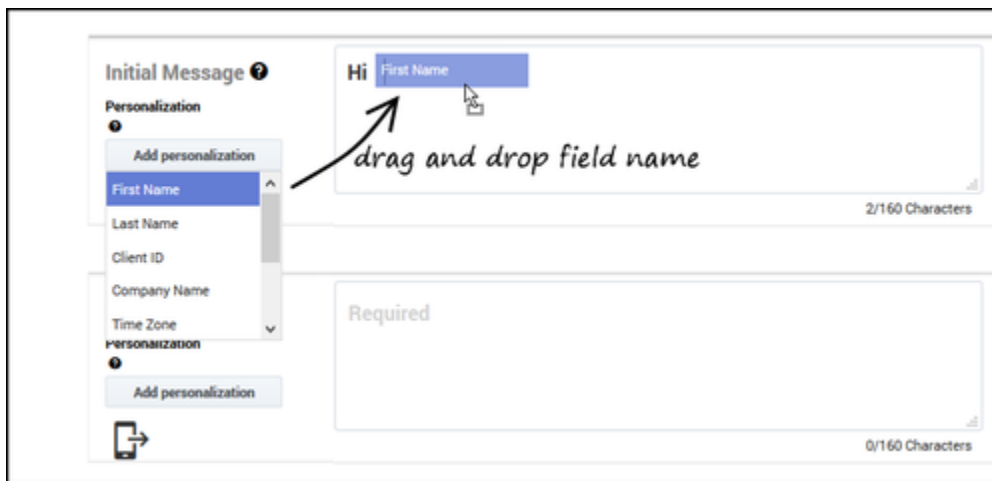 Initial Message
Hi First Name
Personalization
Add personalization
drag and drop field name
First Name
Last Name
Client ID
Company Name
Time Zone
2/160 Characters
Required
Personalization
Add personalization
0/160 Characters